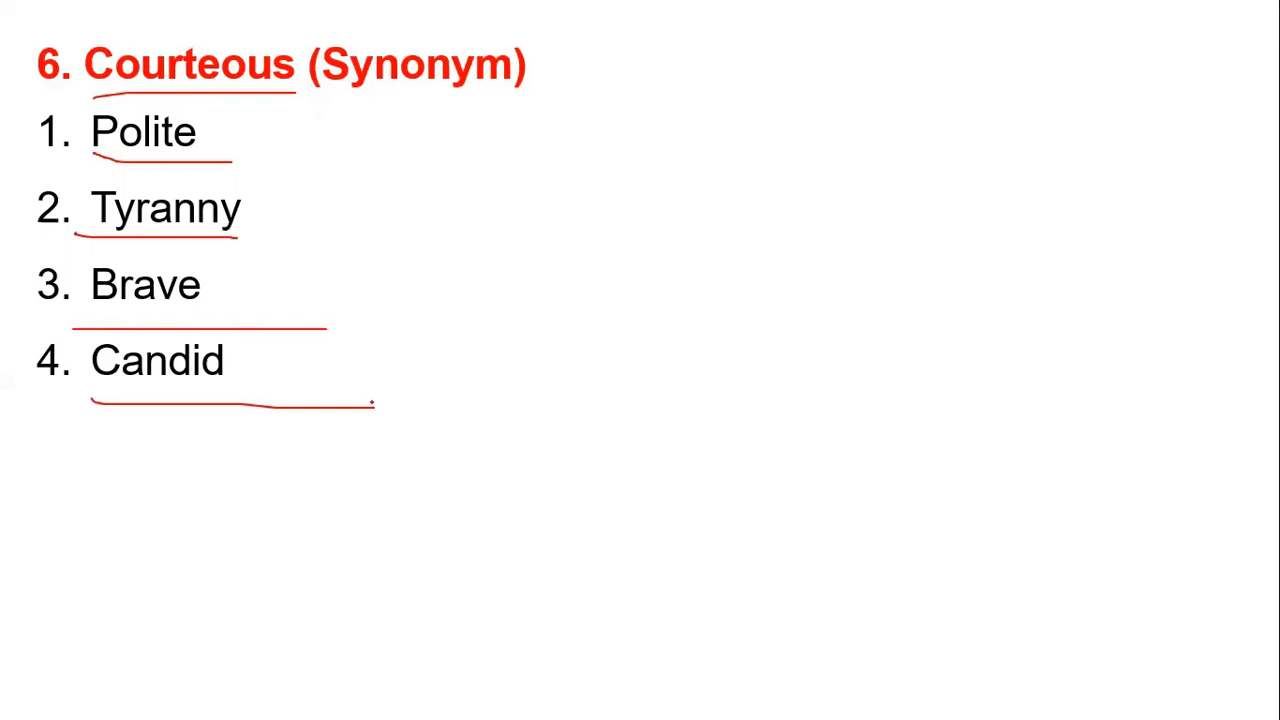 6. Courteous (Synonym)
1. Polite
2. Tyranny
3. Brave
4. Candid